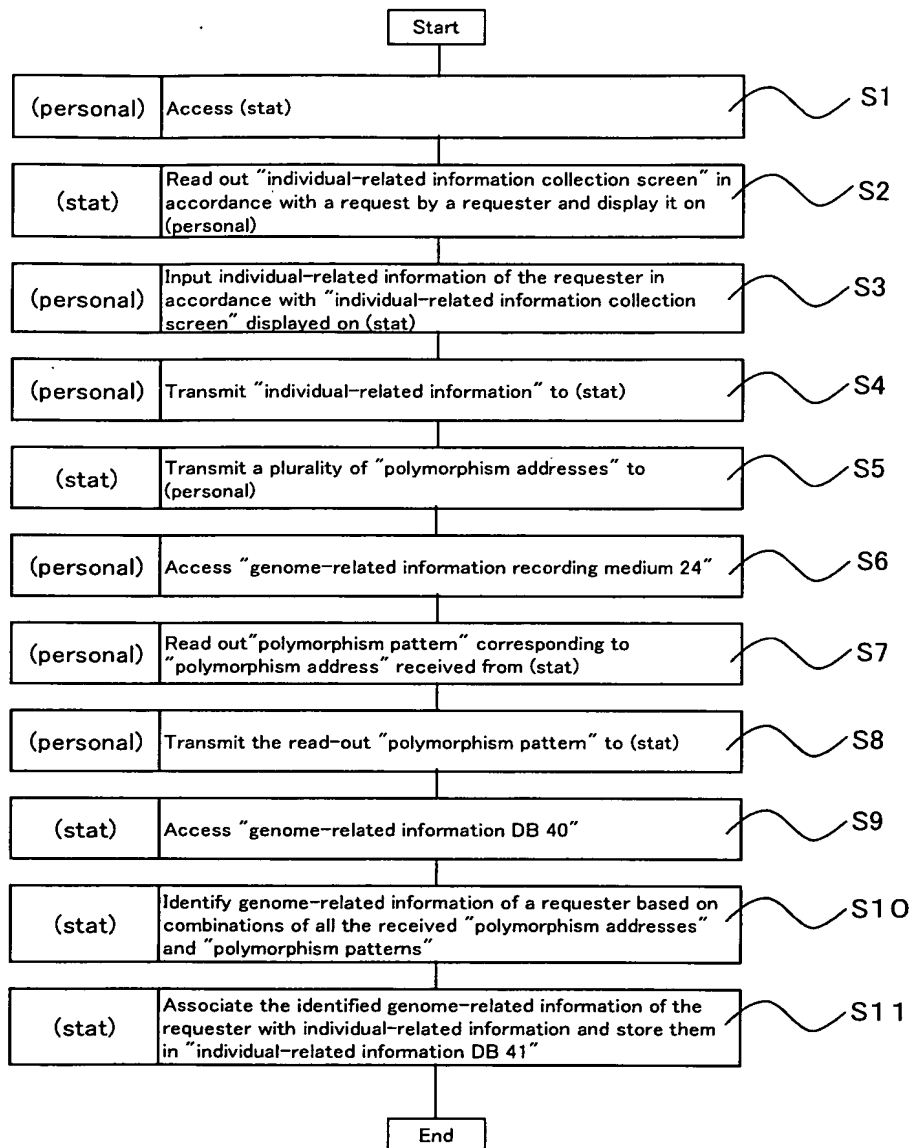 Start
(personal) Access (stat) S1
(stat) Read out "individual-related information collection screen" in
accordance with a request by a requester and display it on
(personal)
S2
(personal) Input individual-related information of the requester in
accordance with "individual-related information collection
screen" displayed on (stat)
S3
(personal) Transmit "individual-related information" to (stat) S4
(stat) Transmit a plurality of "polymorphism addresses" to
(personal)
S5
(personal) Access "genome-related information recording medium 24" S6
(personal) Read out"polymorphism pattern" corresponding to
"polymorphism address" received from (stat)
S7
(personal) Transmit the read-out "polymorphism pattern" to (stat) S8
(stat) Access "genome-related information DB 40" S9
(stat) Identify genome-related information of a requester based on
combinations of all the received "polymorphism addresses"
and "polymorphism patterns"
S10
(stat) Associate the identified genome-related information of the
requester with individual-related information and store them
in "individual-related information DB 41"
S11
End